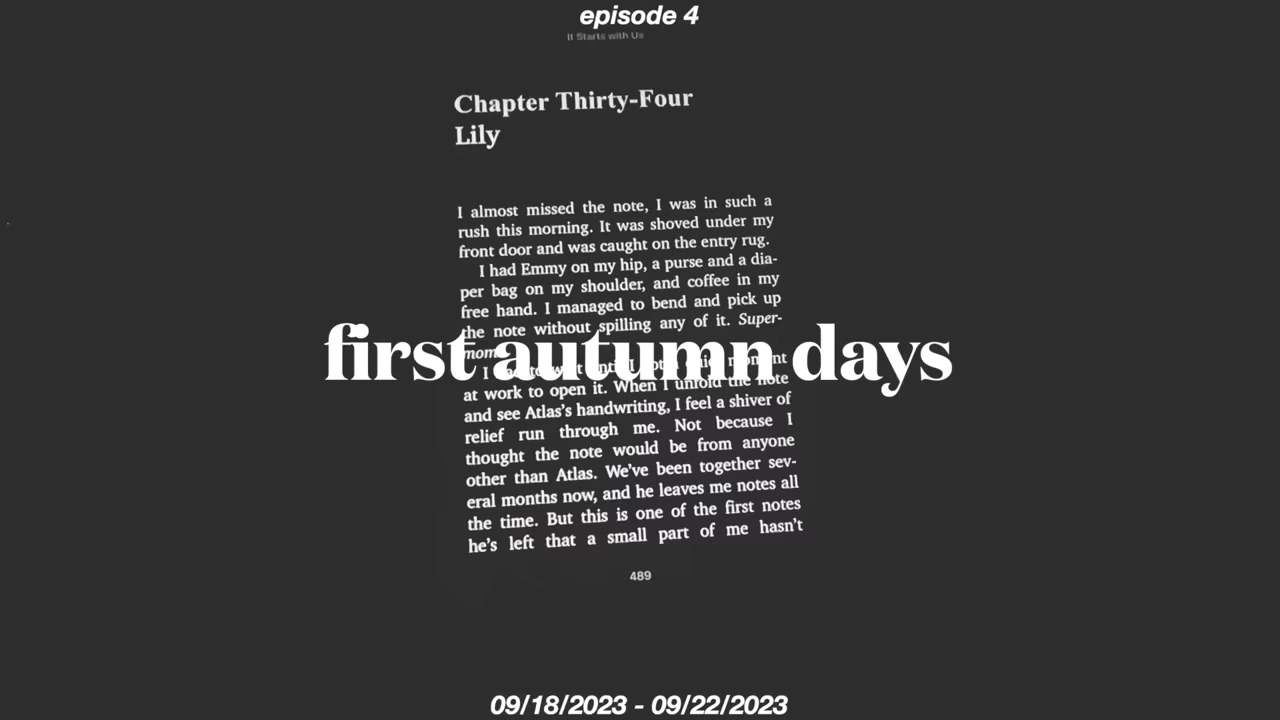 episode 4
It Starts with Us
Chapter Thirty-Four
Lily
I almost missed the note, I was in such a
rush this morning. It was shoved under my
front door and was caught on the entry rug.
I had Emmy on my hip, a purse and a dia-
per bag on my shoulder, and coffee in my
free hand. I managed to bend and pick up
the note without spilling any of it. Super-
mom.
first autumn days
I moment
at work to open it. When I unfold the note
and see Atlas's handwriting, I feel a shiver of
relief run through me. Not because I
thought the note would be from anyone
other than Atlas. We've been together sev-
eral months now, and he leaves me notes all
the time. But this is one of the first notes
he's left that a small part of me hasn't
489
09/18/2023 - 09/22/2023